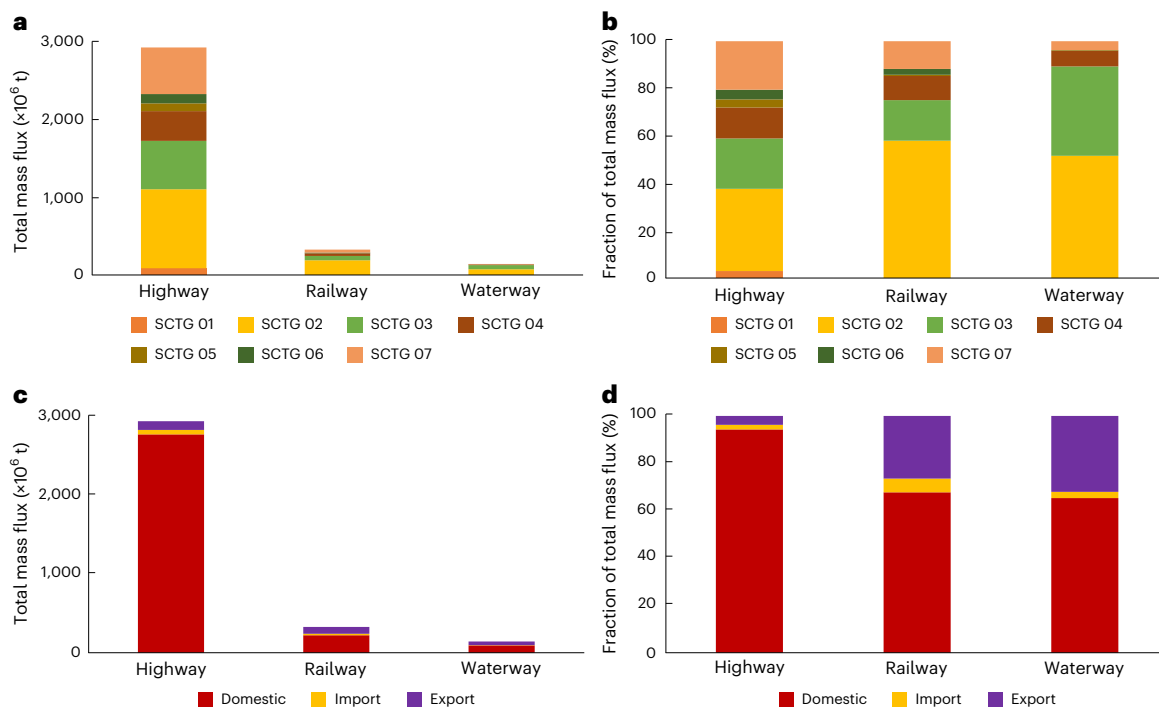 a
Total mass flux (×10⁶ t)
3,000
2,000
1,000
0
Highway Railway Waterway
SCTG 01 SCTG 02 SCTG 03 SCTG 04
SCTG 05 SCTG 06 SCTG 07
b
Fraction of total mass flux (%)
100
80
60
40
20
0
Highway Railway Waterway
SCTG 01 SCTG 02 SCTG 03 SCTG 04
SCTG 05 SCTG 06 SCTG 07
c
Total mass flux (×10⁶ t)
3,000
2,000
1,000
0
Highway Railway Waterway
Domestic Import Export
d
Fraction of total mass flux (%)
100
80
60
40
20
0
Highway Railway Waterway
Domestic Import Export